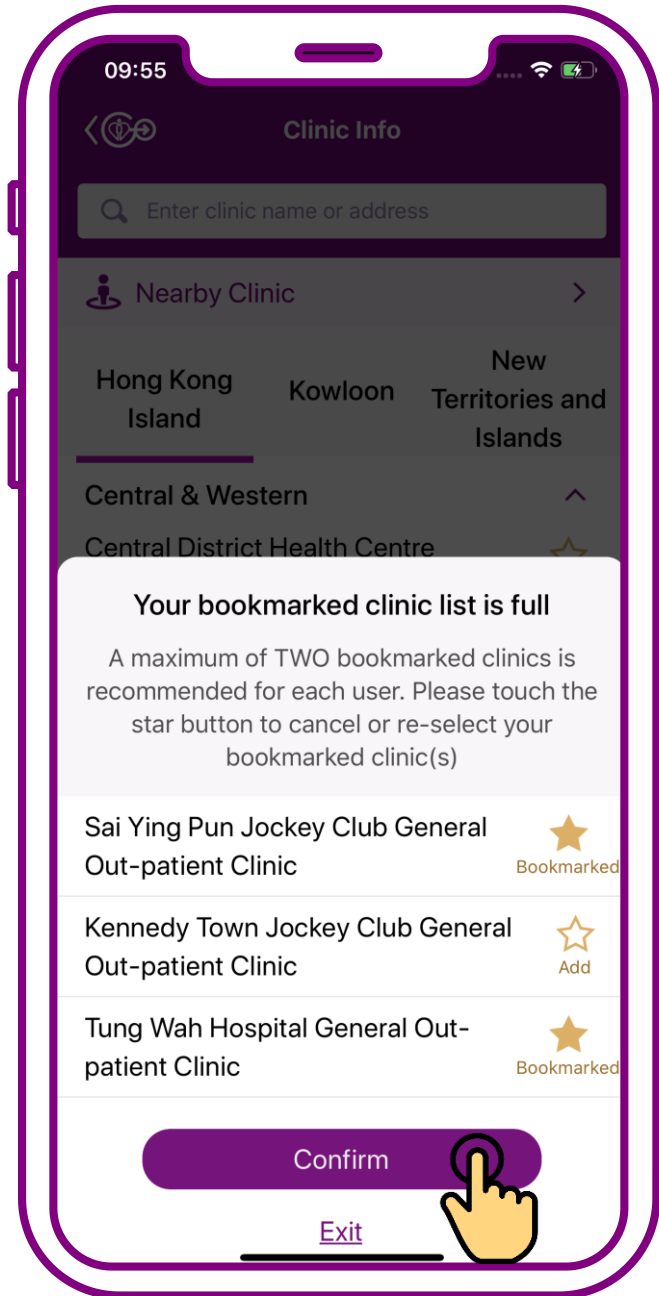 09:55
Clinic Info
Enter clinic name or address
Nearby Clinic
Hong Kong
Island
Kowloon
New
Territories and
Islands
Central & Western
Central District Health Centre
Your bookmarked clinic list is full
A maximum of TWO bookmarked clinics is
recommended for each user. Please touch the
star button to cancel or re-select your
bookmarked clinic(s)
Sai Ying Pun Jockey Club General
Out-patient Clinic
Bookmarked
Kennedy Town Jockey Club General
Out-patient Clinic
Add
Tung Wah Hospital General Out-
patient Clinic
Bookmarked
Confirm
Exit